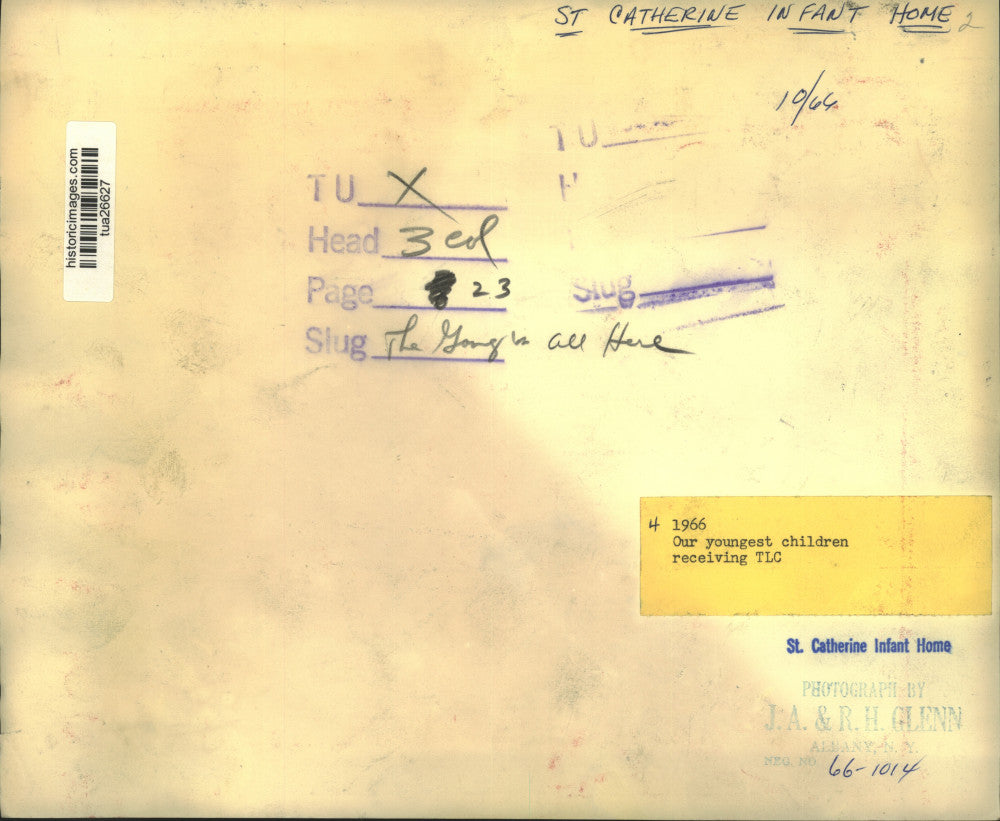 ST CATHERINE INFANT HOME 2
10/66
TU
H
TU X
Head 3 col
Page 23
Slug
Slug The Gang's all Here
historicimages.com
tua26627
4 1966
Our youngest children
receiving TLC
St. Catherine Infant Home
PHOTOGRAPH BY
J. A. & R. H. GLENN
ALBANY, N. Y.
NEG. NO. 66-1014